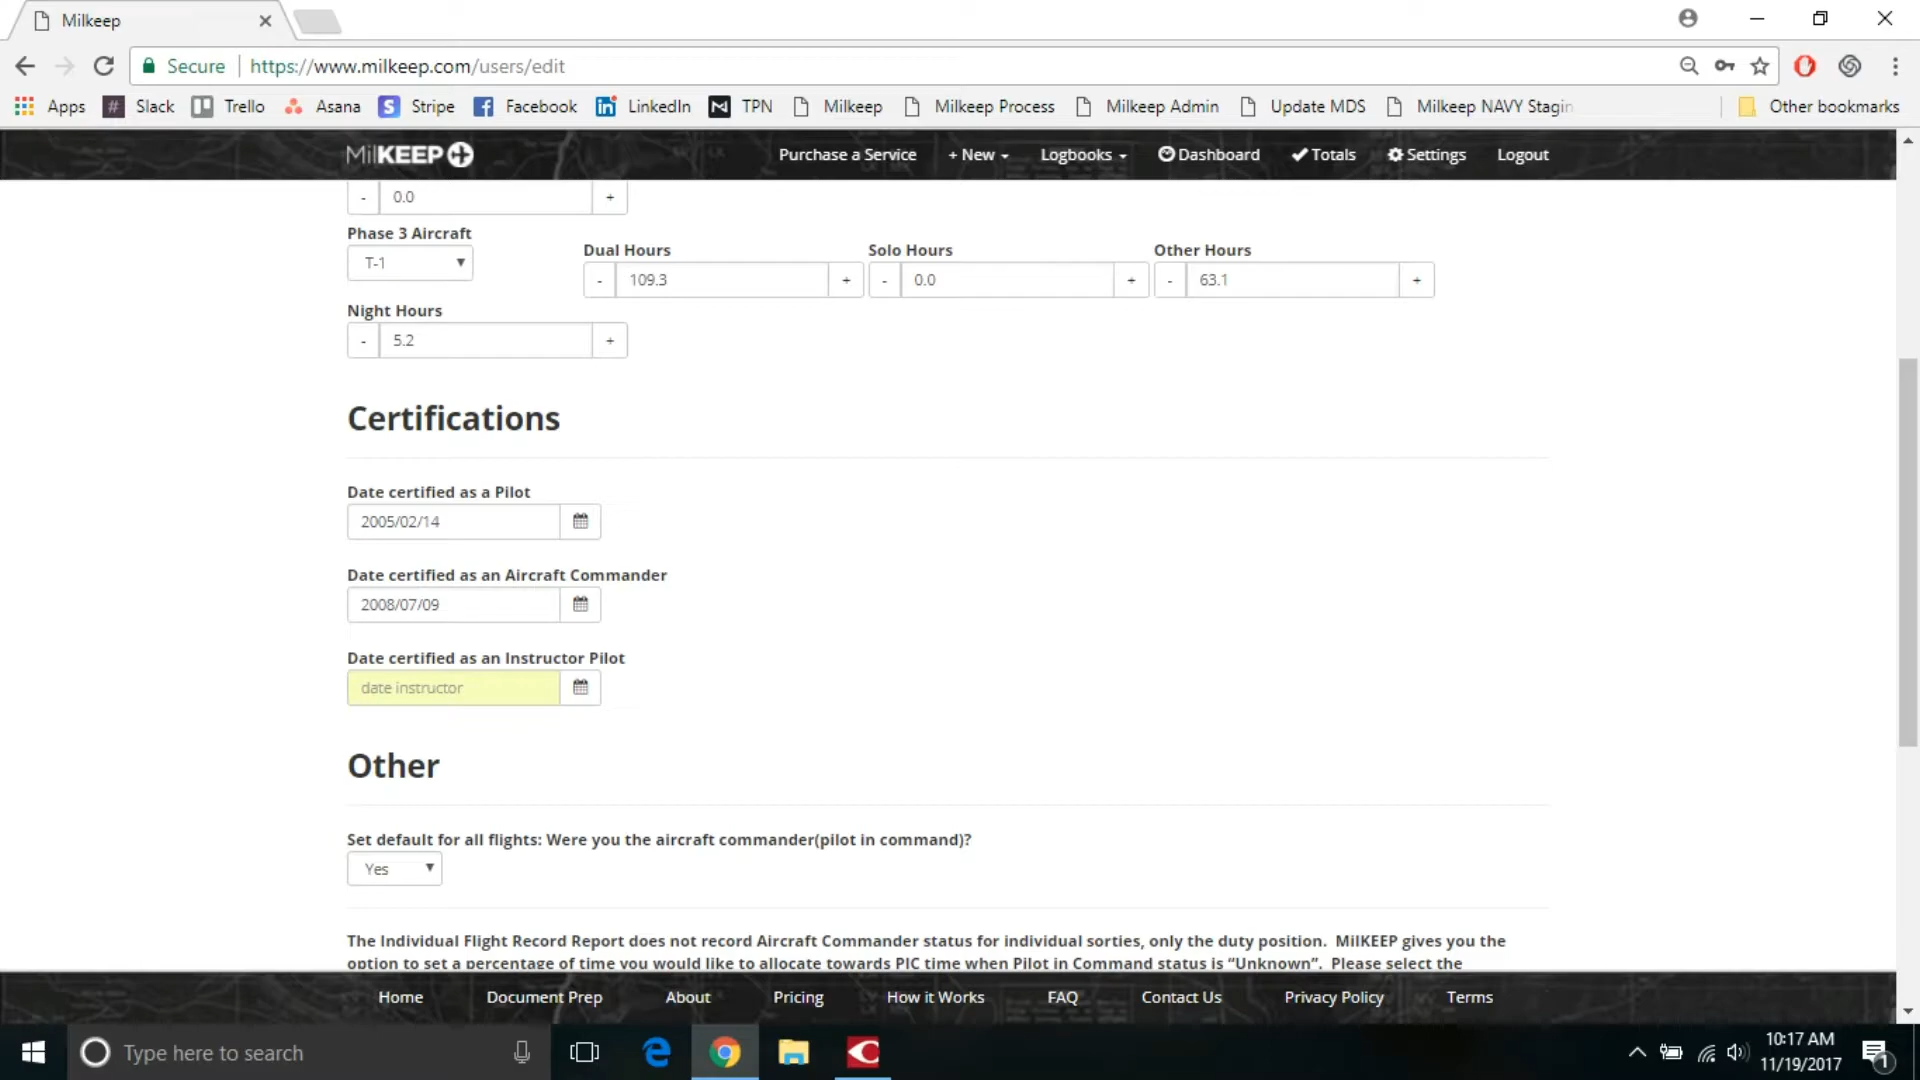 Milkeep
Secure https://www.milkeep.com/users/edit
Apps Slack Trello Asana Stripe Facebook LinkedIn TPN Milkeep Milkeep Process Milkeep Admin Update MDS Milkeep NAVY Stagin Other bookmarks
MilKEEP Purchase a Service + New Logbooks Dashboard Totals Settings Logout
- 0.0 +
Phase 3 Aircraft
T-1
Dual Hours Solo Hours Other Hours
- 109.3 + - 0.0 + - 63.1 +
Night Hours
- 5.2 +
Certifications
Date certified as a Pilot
2005/02/14
Date certified as an Aircraft Commander
2008/07/09
Date certified as an Instructor Pilot
date instructor
Other
Set default for all flights: Were you the aircraft commander(pilot in command)?
Yes
The Individual Flight Record Report does not record Aircraft Commander status for individual sorties, only the duty position. MilKEEP gives you the
option to set a percentage of time you would like to allocate towards PIC time when Pilot in Command status is “Unknown”. Please select the
Home Document Prep About Pricing How it Works FAQ Contact Us Privacy Policy Terms
Type here to search
10:17 AM
11/19/2017
1